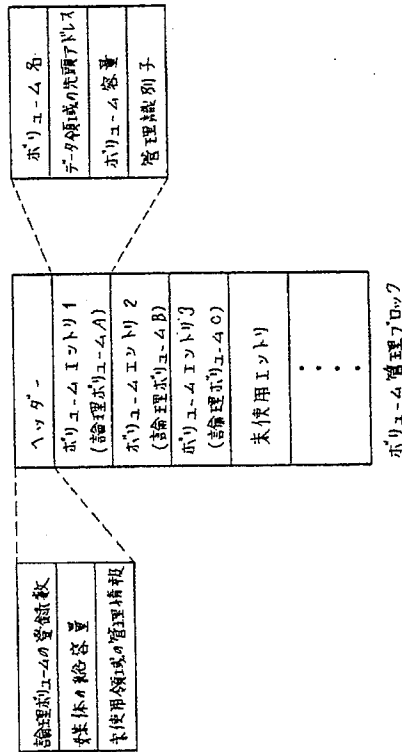 論理ボリュームの登録数
媒体の総容量
未使用領域の管理情報
ヘッダー
ボリュームエントリ1
(論理ボリュームA)
ボリュームエントリ2
(論理ボリュームB)
ボリュームエントリ3
(論理ボリュームC)
未使用エントリ
・・・・
ボリューム名
データ領域の先頭アドレス
ボリューム容量
管理識別子
ボリューム管理ブロック